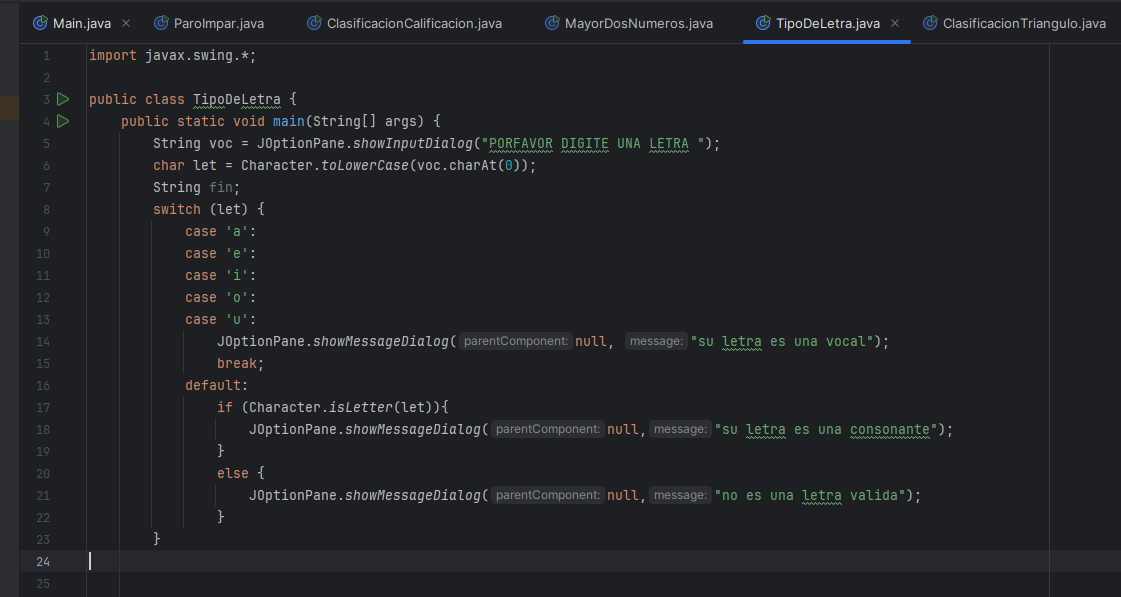 Main.java ParoImpar.java ClasificacionCalificacion.java MayorDosNumeros.java TipoDeLetra.java ClasificacionTriangulo.java
1 import javax.swing.*;
2
3 public class TipoDeLetra {
4 public static void main(String[] args) {
5 String voc = JOptionPane.showInputDialog("PORFAVOR DIGITE UNA LETRA ");
6 char let = Character.toLowerCase(voc.charAt(0));
7 String fin;
8 switch (let) {
9 case 'a':
10 case 'e':
11 case 'i':
12 case 'o':
13 case 'u':
14 JOptionPane.showMessageDialog( parentComponent: null, message: "su letra es una vocal");
15 break;
16 default:
17 if (Character.isLetter(let)){
18 JOptionPane.showMessageDialog( parentComponent: null, message: "su letra es una consonante");
19 }
20 else {
21 JOptionPane.showMessageDialog( parentComponent: null, message: "no es una letra valida");
22 }
23 }
24
25